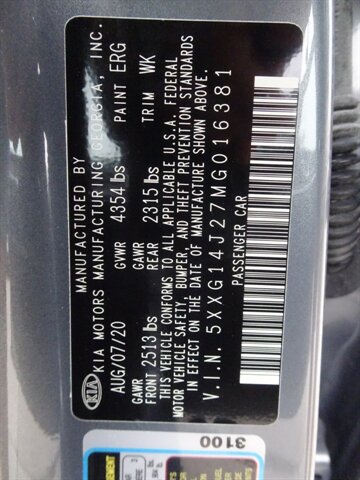 MANUFACTURED BY
KIA KIA MOTORS MANUFACTURING GEORGIA, INC.
AUG/07/20 GVWR 4354 lbs PAINT ERG
GAWR FRONT 2513 lbs GAWR REAR 2315 lbs TRIM WK
THIS VEHICLE CONFORMS TO ALL APPLICABLE U.S.A. FEDERAL
MOTOR VEHICLE SAFETY, BUMPER, AND THEFT PREVENTION STANDARDS
IN EFFECT ON THE DATE OF MANUFACTURE SHOWN ABOVE.
V.I.N. 5XXG14J27MG016381
PASSENGER CAR
3100